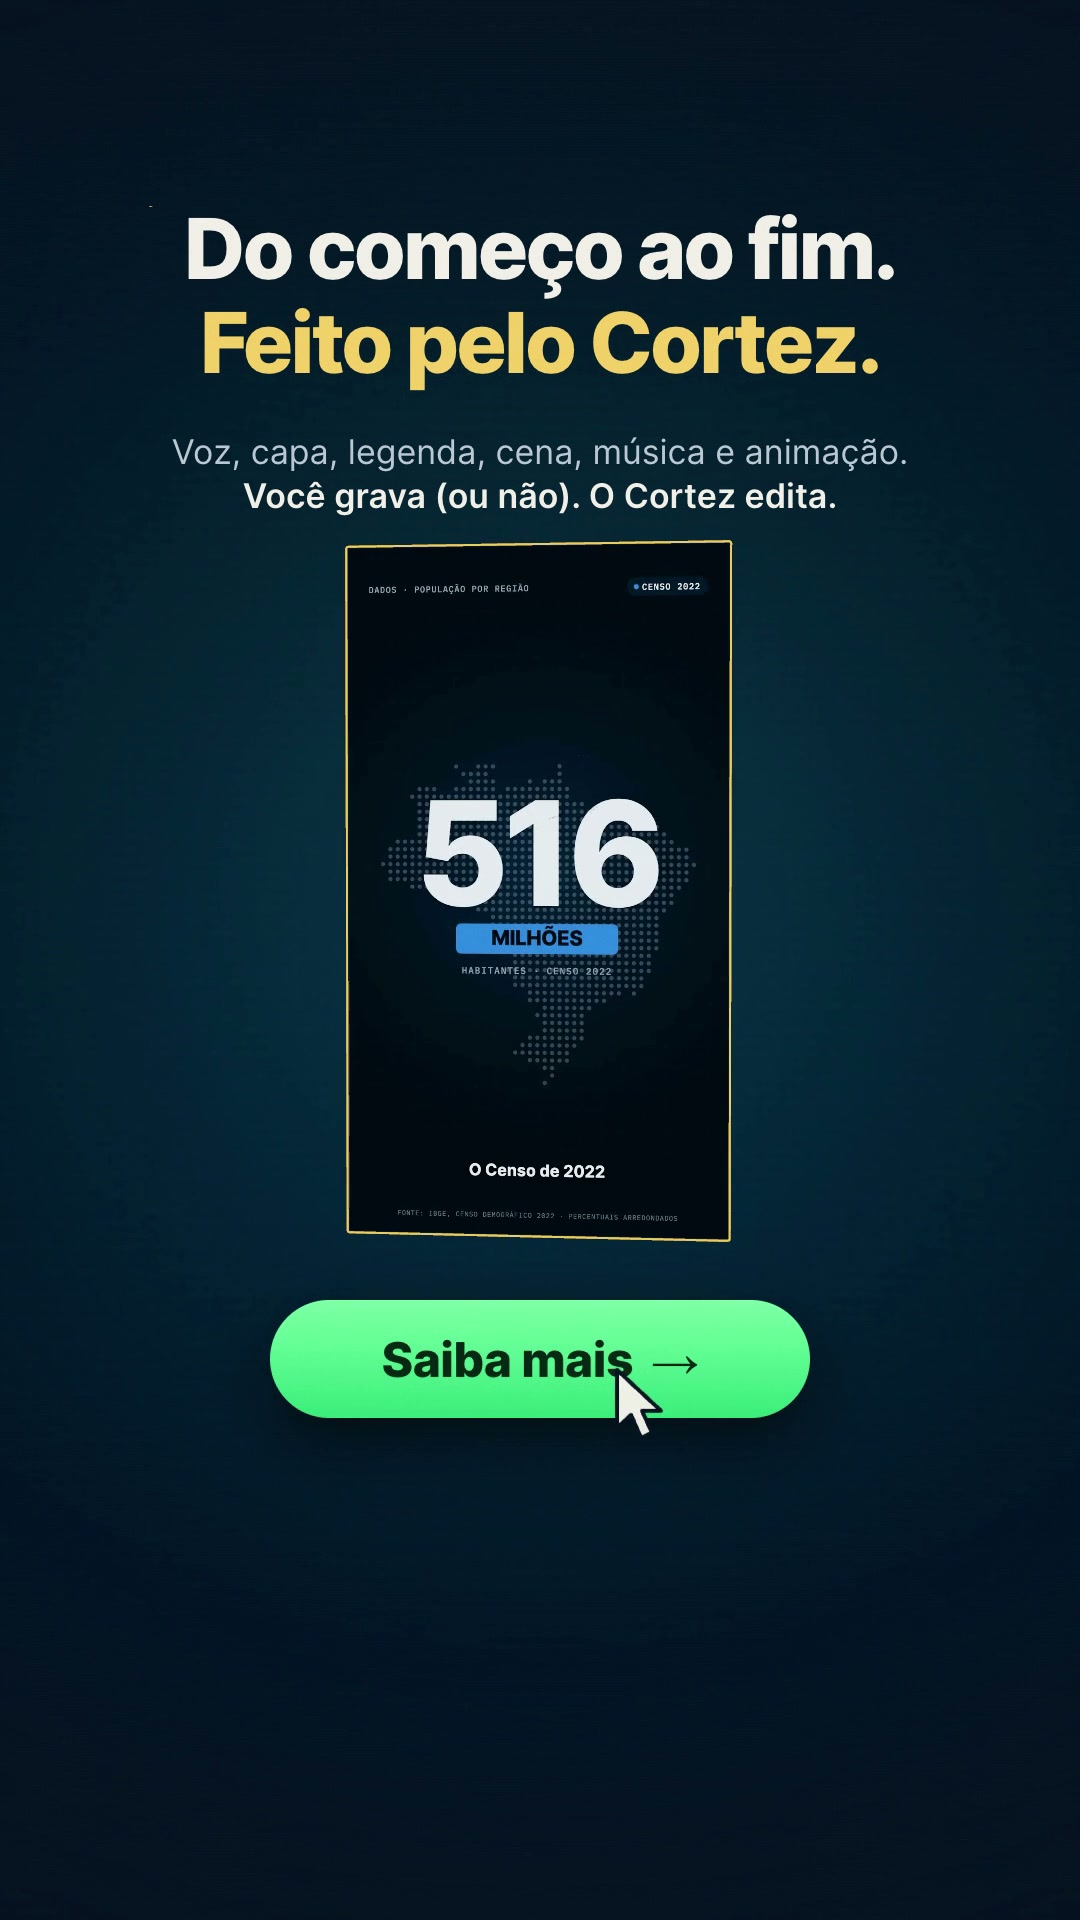 Do começo ao fim.
Feito pelo Cortez.
Voz, capa, legenda, cena, música e animação.
Você grava (ou não). O Cortez edita.
DADOS · POPULAÇÃO POR REGIÃO
CENSO 2022
516
MILHÕES
HABITANTES · CENSO 2022
O Censo de 2022
FONTE: IBGE, CENSO DEMOGRÁFICO 2022 · PERCENTUAIS ARREDONDADOS
Saiba mais →